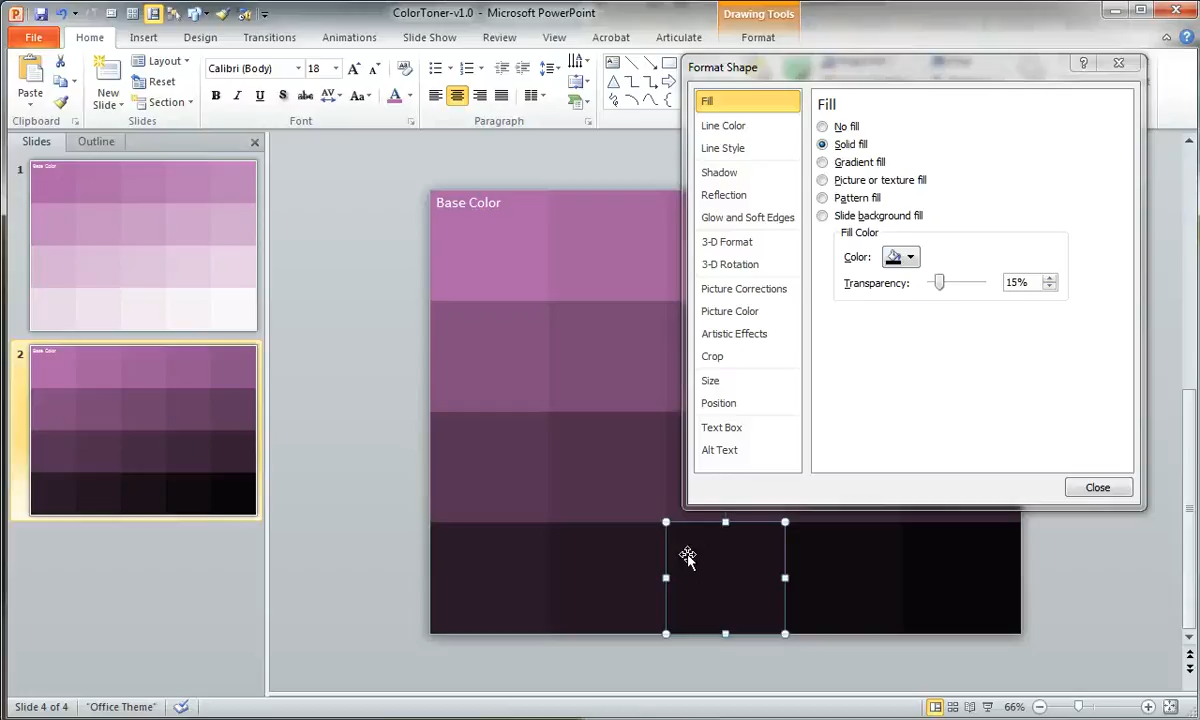 ColorToner-v1.0 - Microsoft PowerPoint
Drawing Tools
File
Home
Insert
Design
Transitions
Animations
Slide Show
Review
View
Acrobat
Articulate
Format
Paste
Clipboard
New
Slide
Layout
Reset
Section
Slides
Calibri (Body)
18
B I U S abc AV Aa A
Font
Paragraph
Slides
Outline
1
Base Color
2
Base Color
Base Color
Format Shape
Fill
Line Color
Line Style
Shadow
Reflection
Glow and Soft Edges
3-D Format
3-D Rotation
Picture Corrections
Picture Color
Artistic Effects
Crop
Size
Position
Text Box
Alt Text
Fill
No fill
Solid fill
Gradient fill
Picture or texture fill
Pattern fill
Slide background fill
Fill Color
Color:
Transparency:
15%
Close
Slide 4 of 4
"Office Theme"
66%